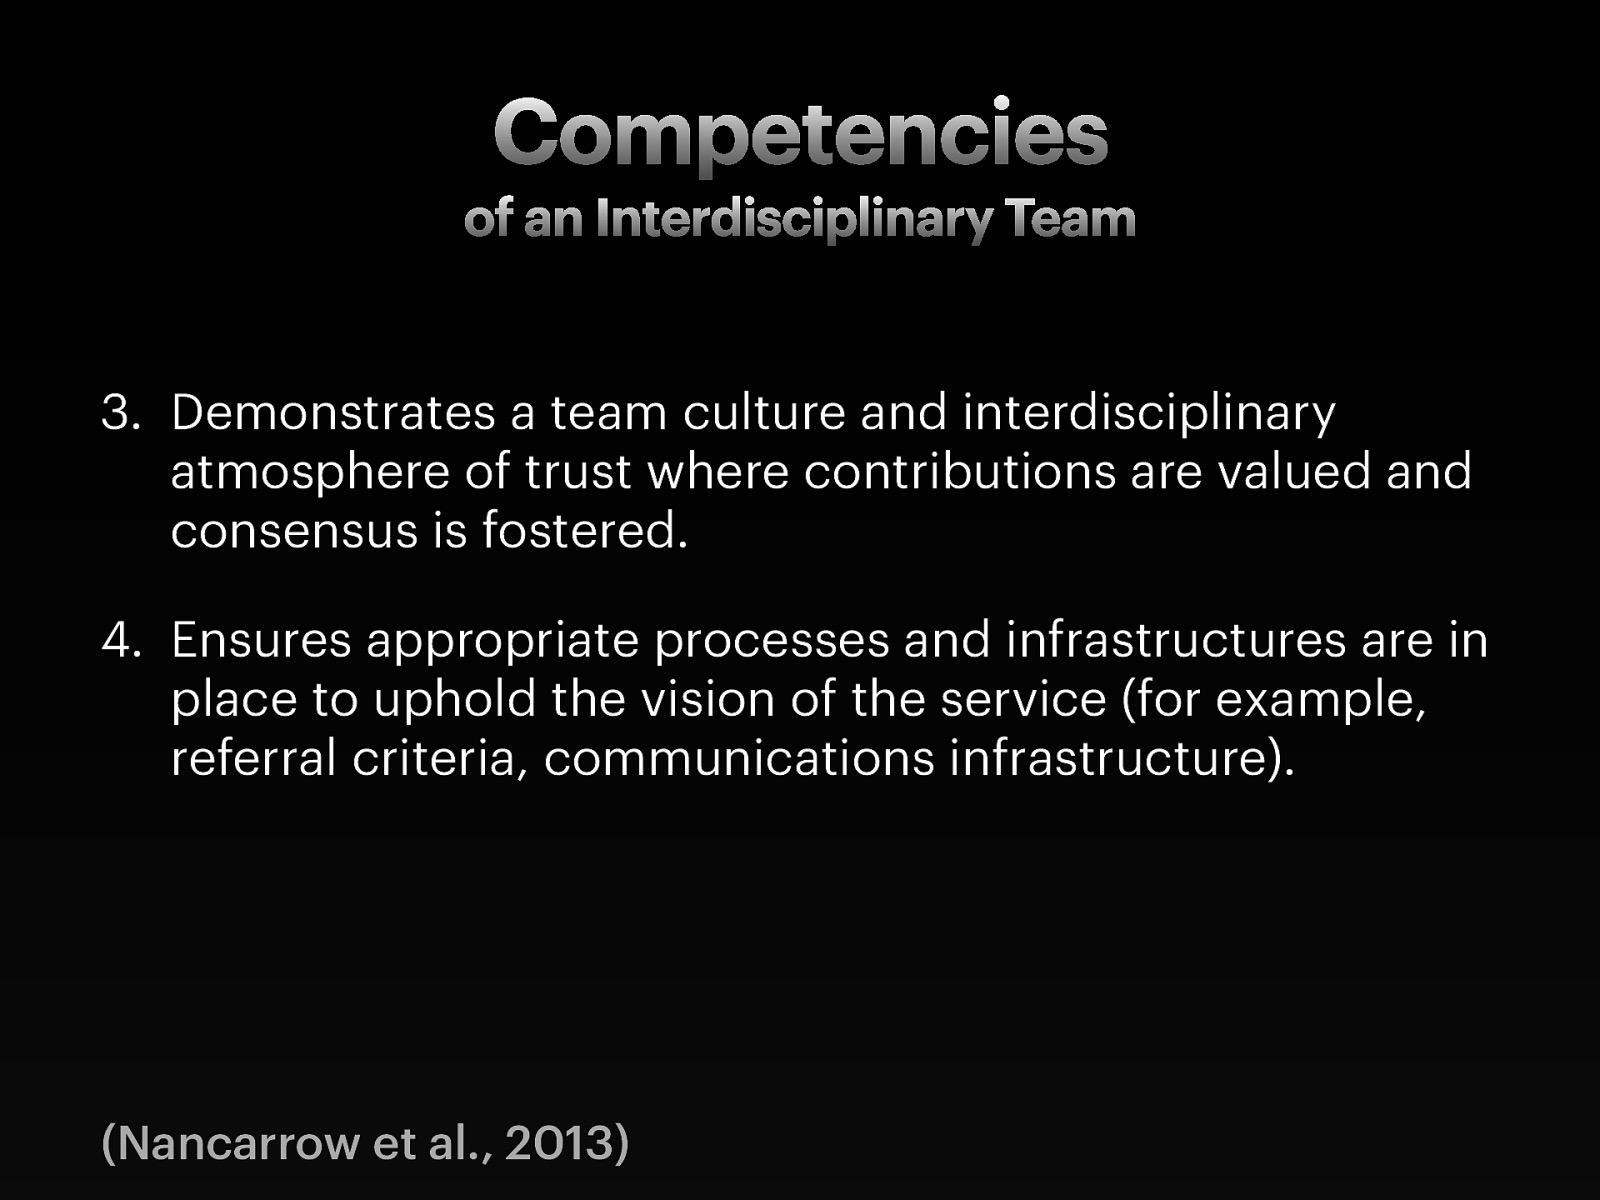 Competencies
of an Interdisciplinary Team
3. Demonstrates a team culture and interdisciplinary
atmosphere of trust where contributions are valued and
consensus is fostered.
4. Ensures appropriate processes and infrastructures are in
place to uphold the vision of the service (for example,
referral criteria, communications infrastructure).
(Nancarrow et al., 2013)